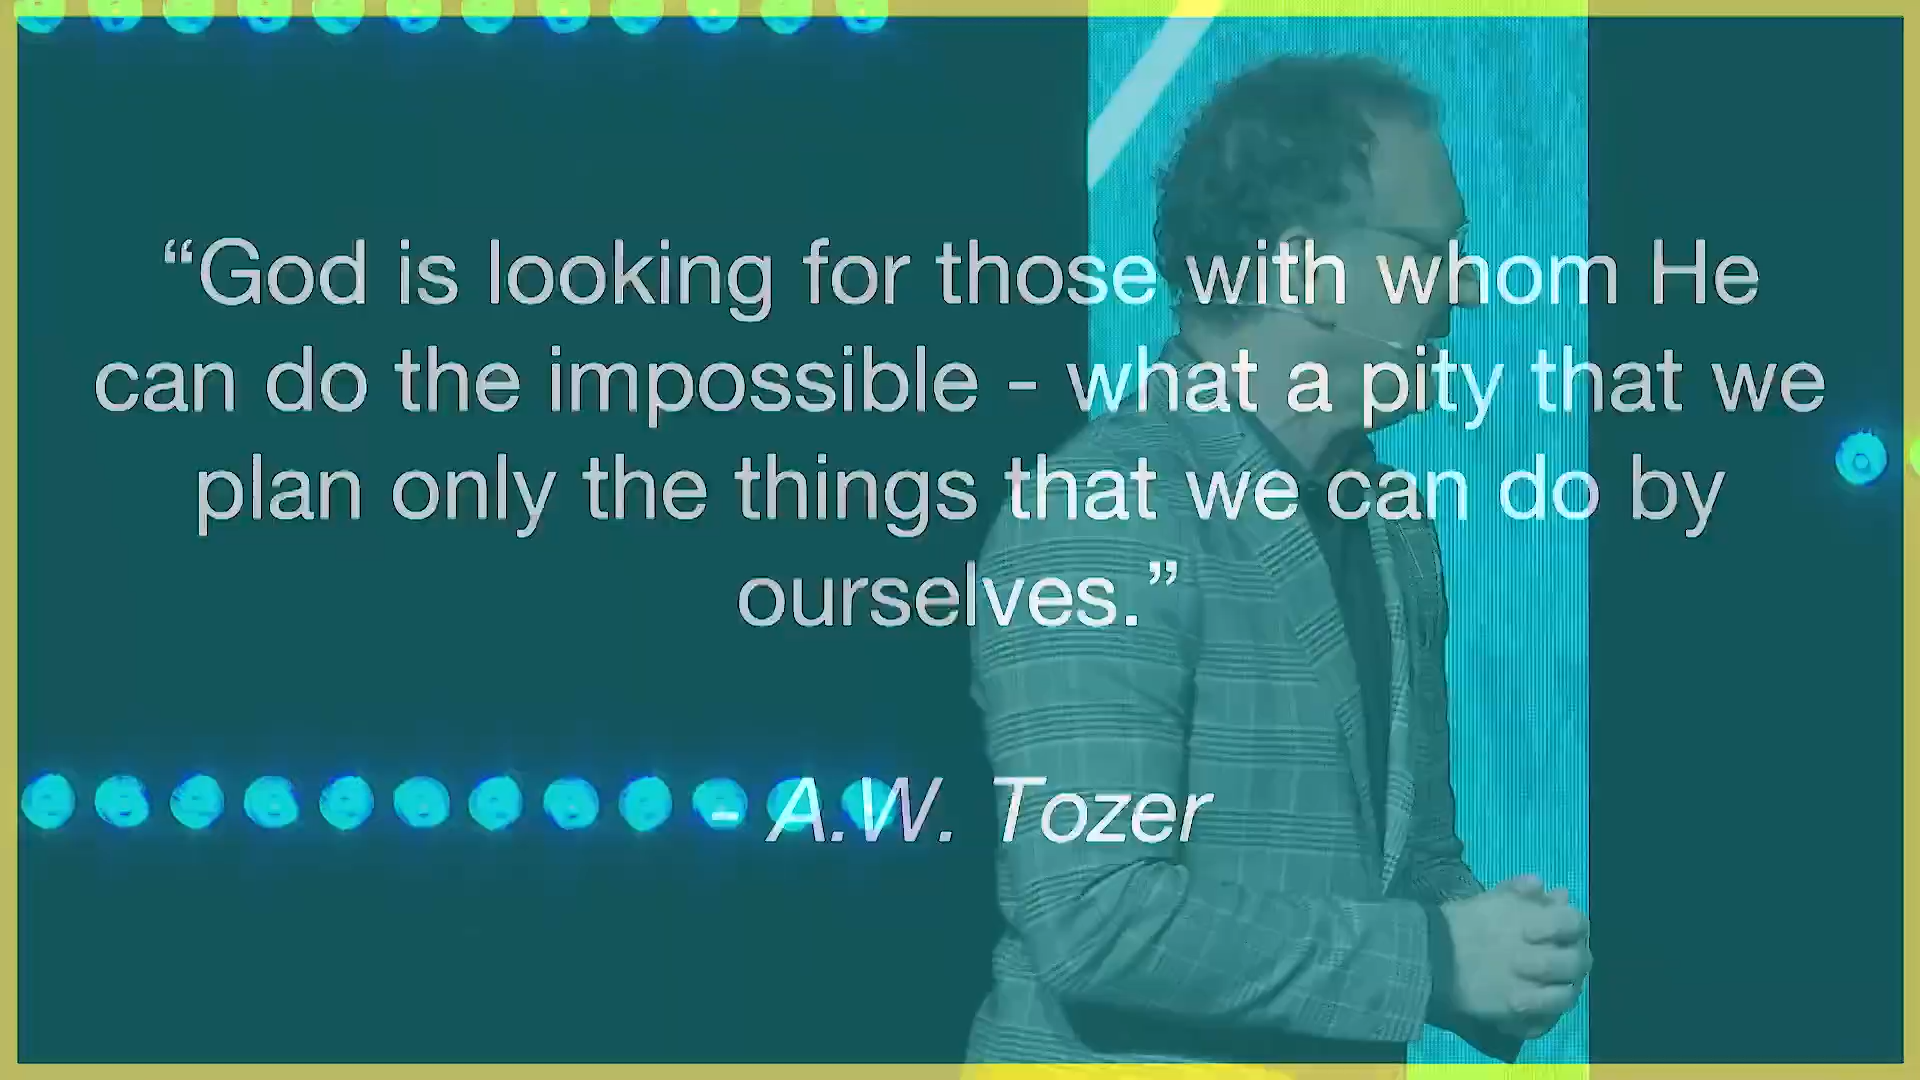 “God is looking for those with whom He
can do the impossible - what a pity that we
plan only the things that we can do by
ourselves.”
- A.W. Tozer